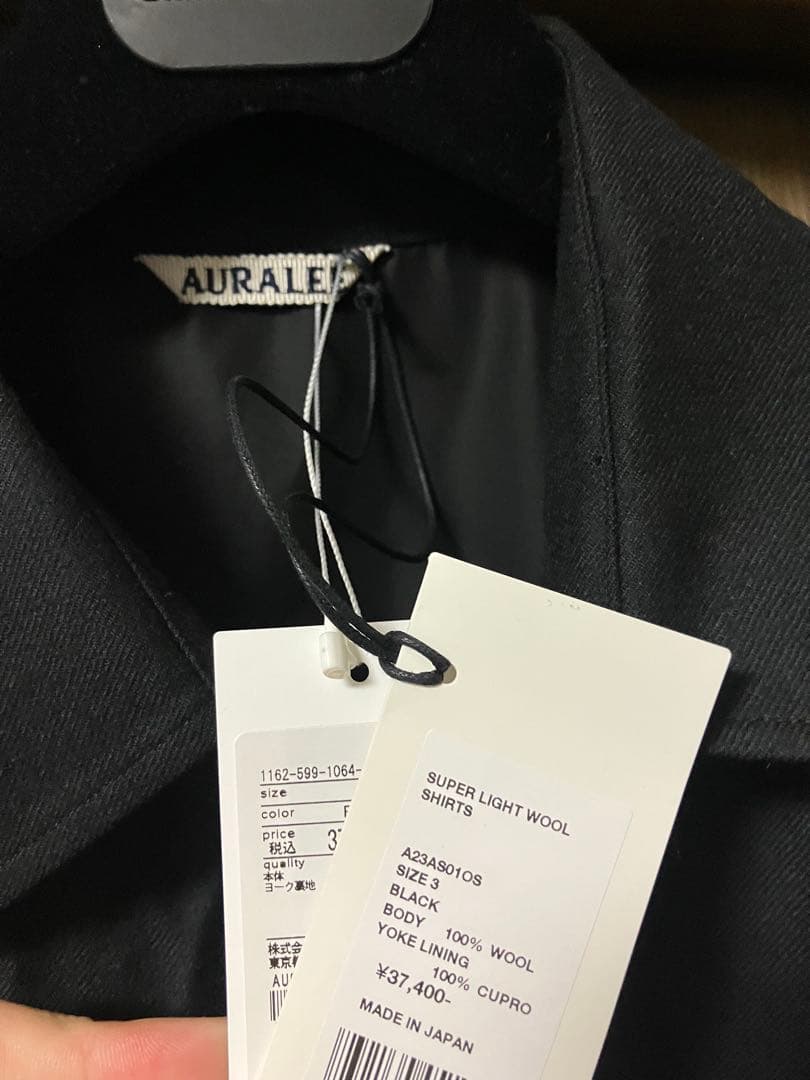 AURALEE
1162-599-1064-
size
color
price
税込
quality
本体
ヨーク裏地
株式会
東京
AU
SUPER LIGHT WOOL
SHIRTS
A23AS01OS
SIZE 3
BLACK
BODY 100% WOOL
YOKE LINING
100% CUPRO
¥37,400-
MADE IN JAPAN